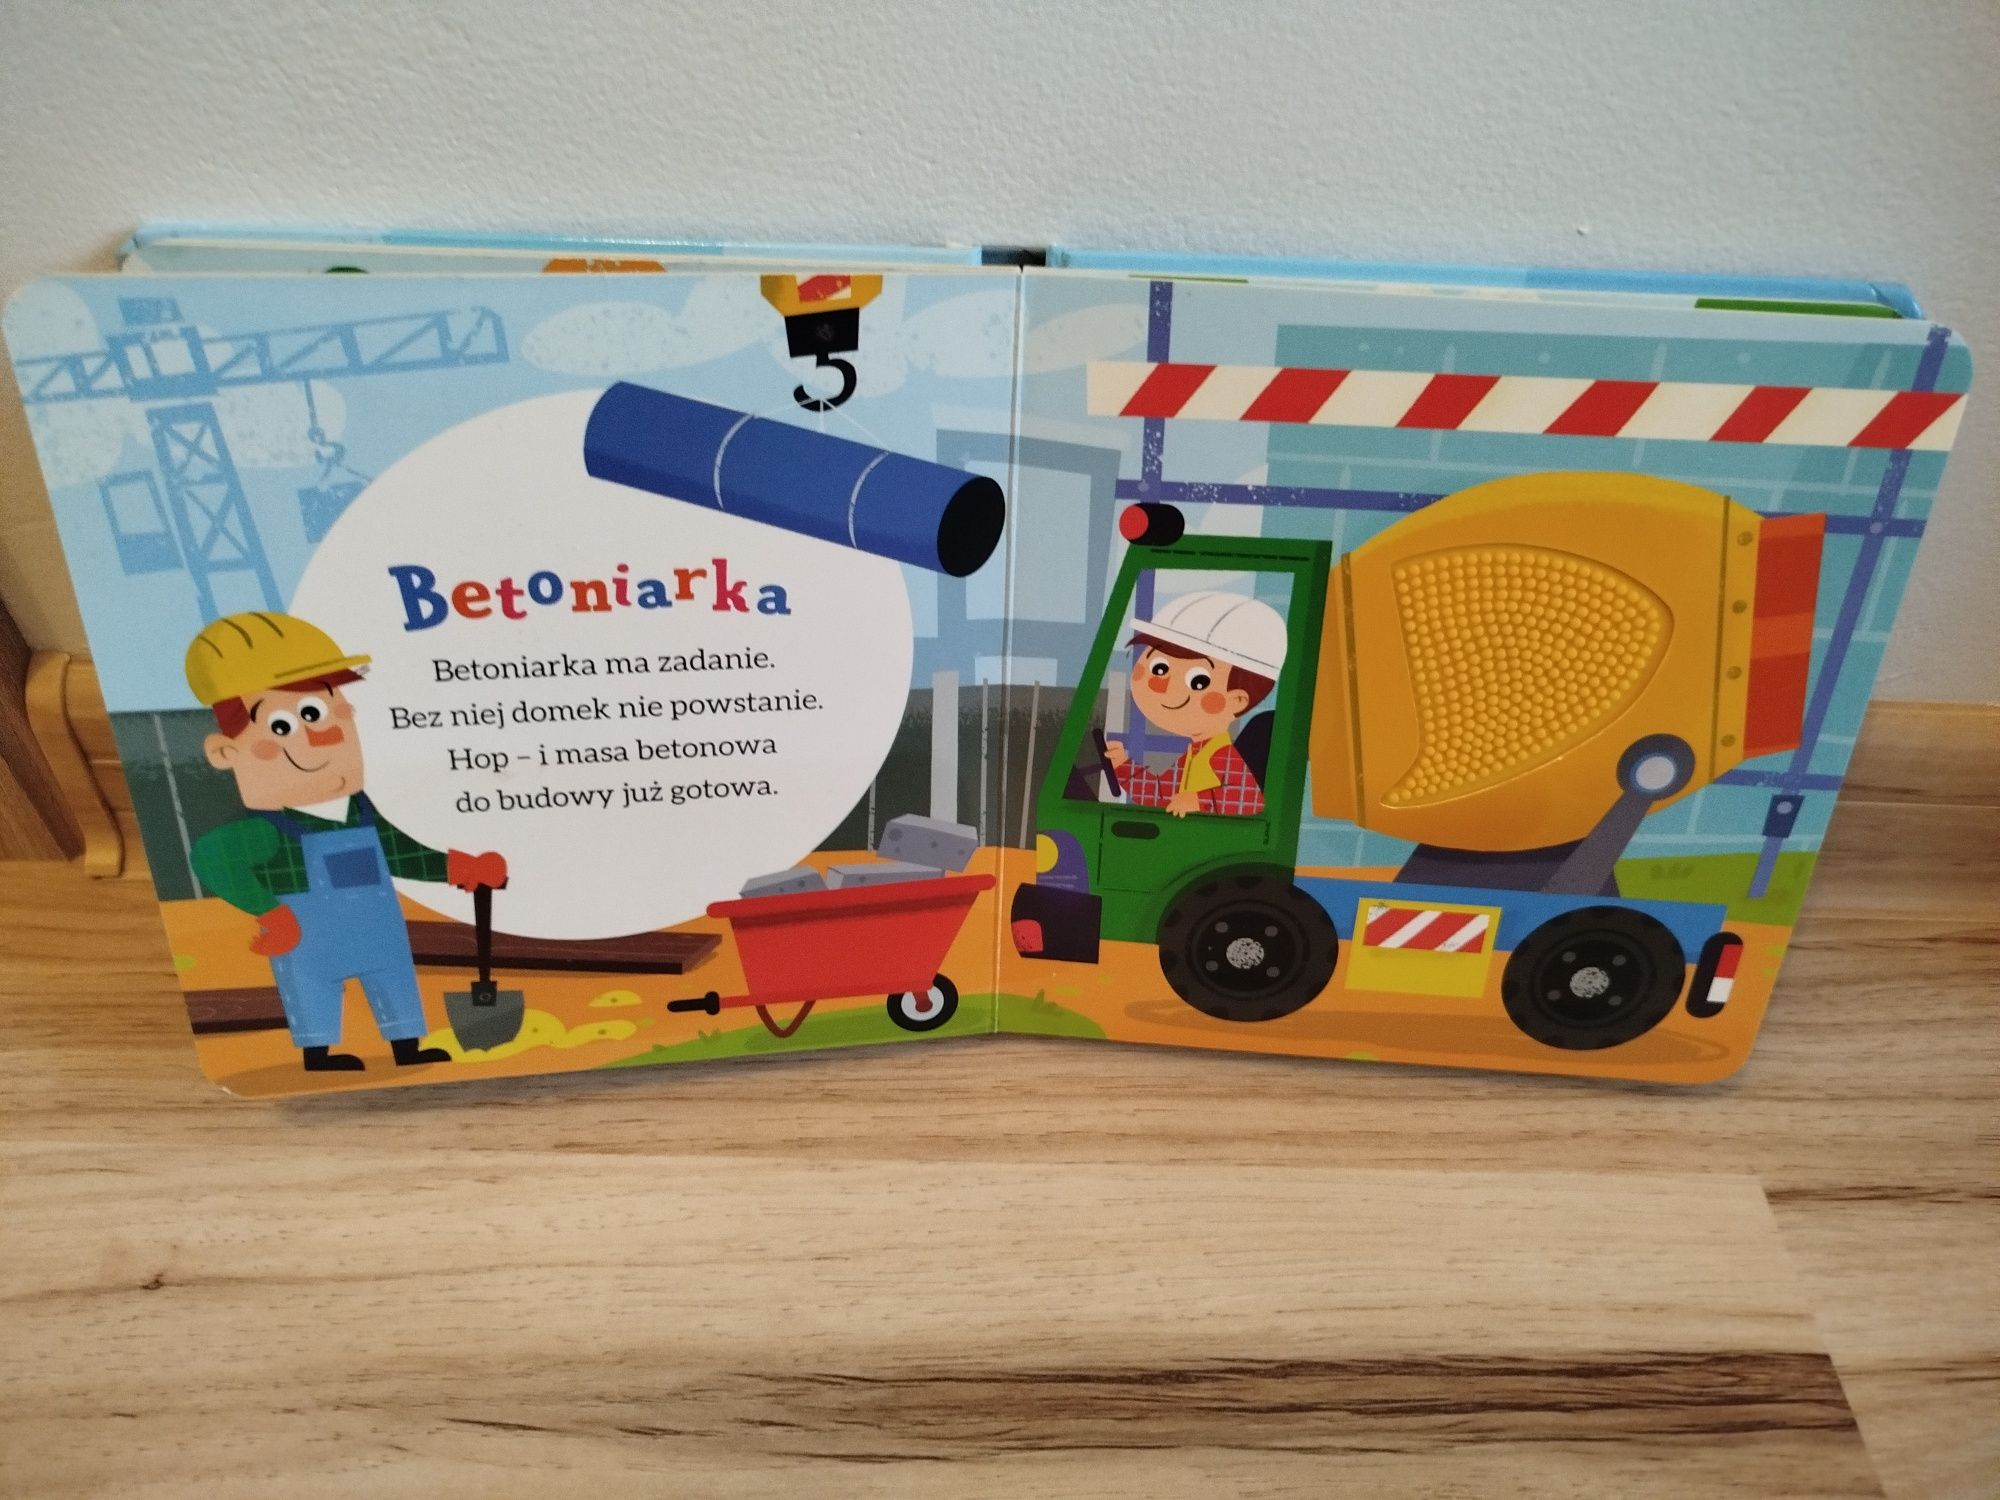 Betoniarka
Betoniarka ma zadanie.
Bez niej domek nie powstanie.
Hop – i masa betonowa
do budowy już gotowa.